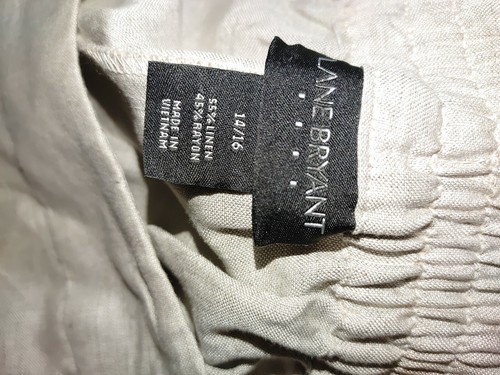 LANE BRYANT
14/16
55% LINEN
45% RAYON
MADE IN
VIETNAM